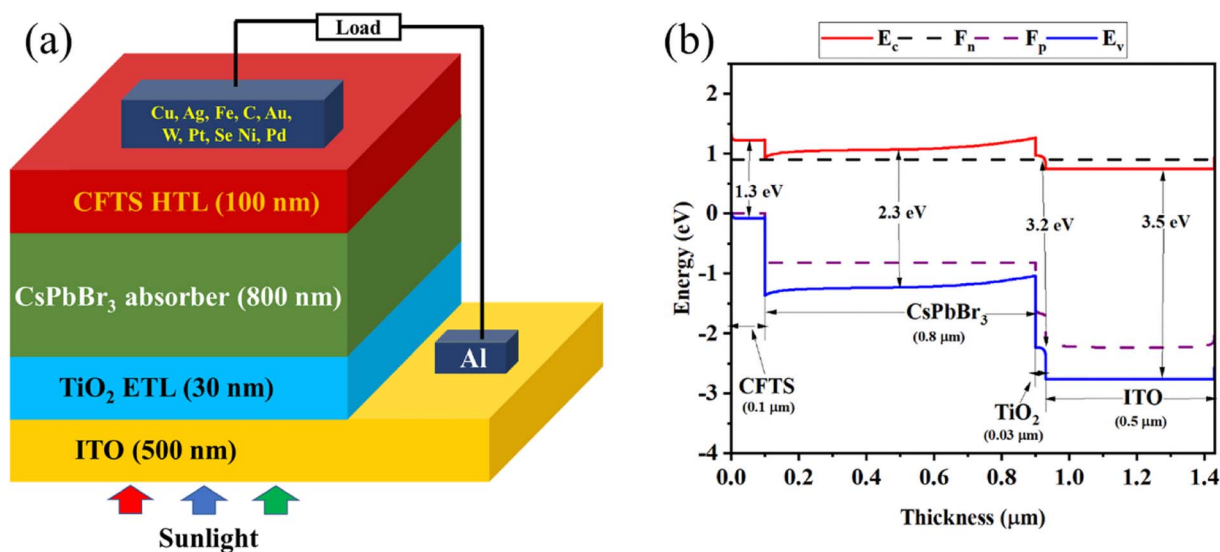 (a)
Load
Cu, Ag, Fe, C, Au,
W, Pt, Se Ni, Pd
CFTS HTL (100 nm)
CsPbBr₃ absorber (800 nm)
Al
TiO₂ ETL (30 nm)
ITO (500 nm)
Sunlight
(b)
E_c F_n F_p E_v
2
1
0
-1
-2
-3
-4
Energy (eV)
1.3 eV
2.3 eV
3.2 eV
3.5 eV
CsPbBr₃
(0.8 μm)
CFTS
(0.1 μm)
TiO₂
(0.03 μm)
ITO
(0.5 μm)
0.0 0.2 0.4 0.6 0.8 1.0 1.2 1.4
Thickness (μm)